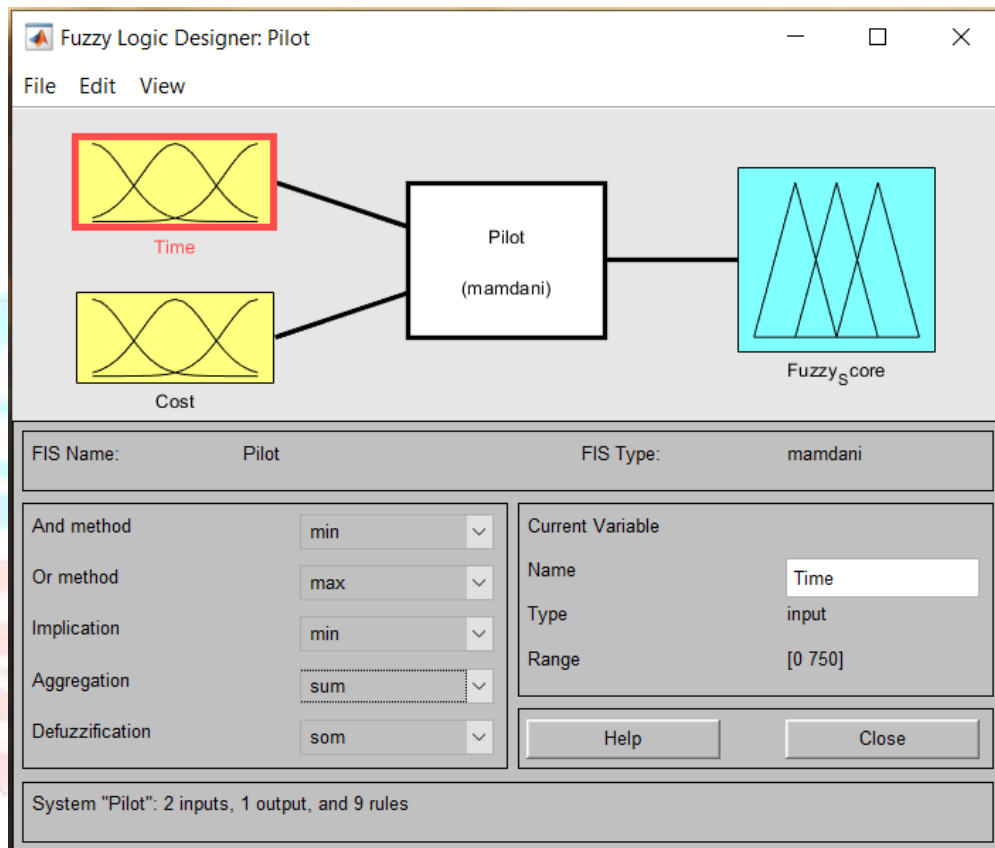 Fuzzy Logic Designer: Pilot
File Edit View
Time
Cost
Pilot
(mamdani)
Fuzzy_Score
FIS Name: Pilot FIS Type: mamdani
And method min
Or method max
Implication min
Aggregation sum
Defuzzification som
Current Variable
Name Time
Type input
Range [0 750]
Help Close
System "Pilot": 2 inputs, 1 output, and 9 rules